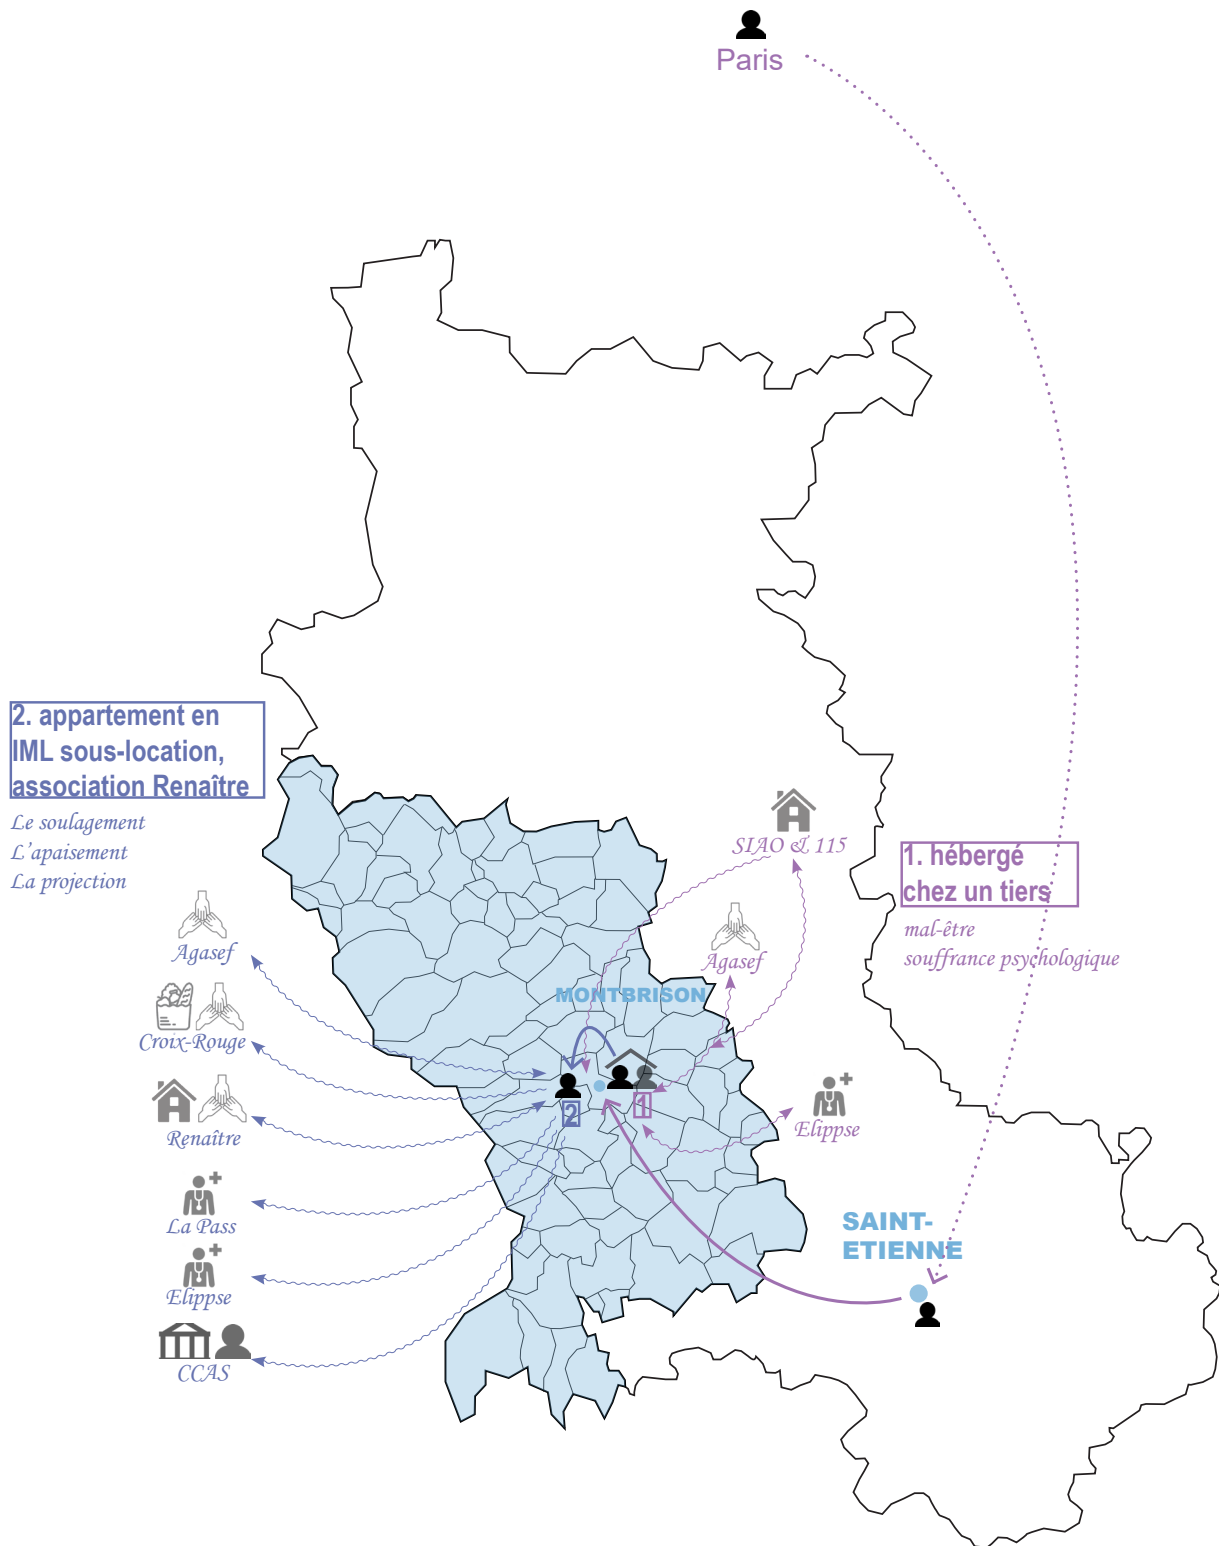 Paris
2. appartement en
IML sous-location,
association Renaître
Le soulagement
L'apaisement
La projection
SIAO & 115
1. hébergé
chez un tiers
mal-être
souffrance psychologique
Agasef
Agasef
MONTBRISON
Croix-Rouge
2
1
Renaître
Elippse
La Pass
SAINT-
ETIENNE
Elippse
CCAS